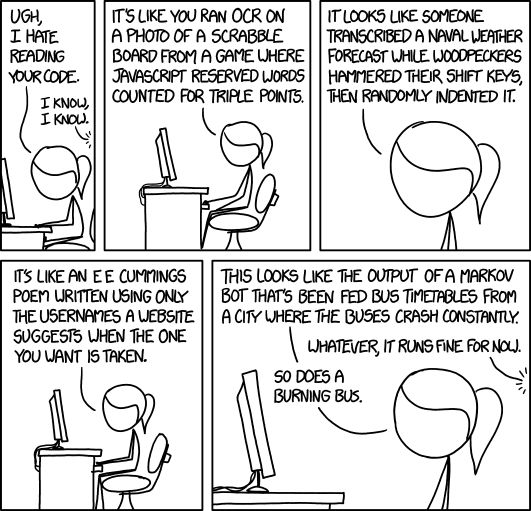 UGH,
I HATE
READING
YOUR CODE.
I KNOW,
I KNOW.
IT'S LIKE YOU RAN OCR ON
A PHOTO OF A SCRABBLE
BOARD FROM A GAME WHERE
JAVASCRIPT RESERVED WORDS
COUNTED FOR TRIPLE POINTS.
IT LOOKS LIKE SOMEONE
TRANSCRIBED A NAVAL WEATHER
FORECAST WHILE WOODPECKERS
HAMMERED THEIR SHIFT KEYS,
THEN RANDOMLY INDENTED IT.
IT'S LIKE AN E E CUMMINGS
POEM WRITTEN USING ONLY
THE USERNAMES A WEBSITE
SUGGESTS WHEN THE ONE
YOU WANT IS TAKEN.
THIS LOOKS LIKE THE OUTPUT OF A MARKOV
BOT THAT'S BEEN FED BUS TIMETABLES FROM
A CITY WHERE THE BUSES CRASH CONSTANTLY.
WHATEVER, IT RUNS FINE FOR NOW.
SO DOES A
BURNING BUS.